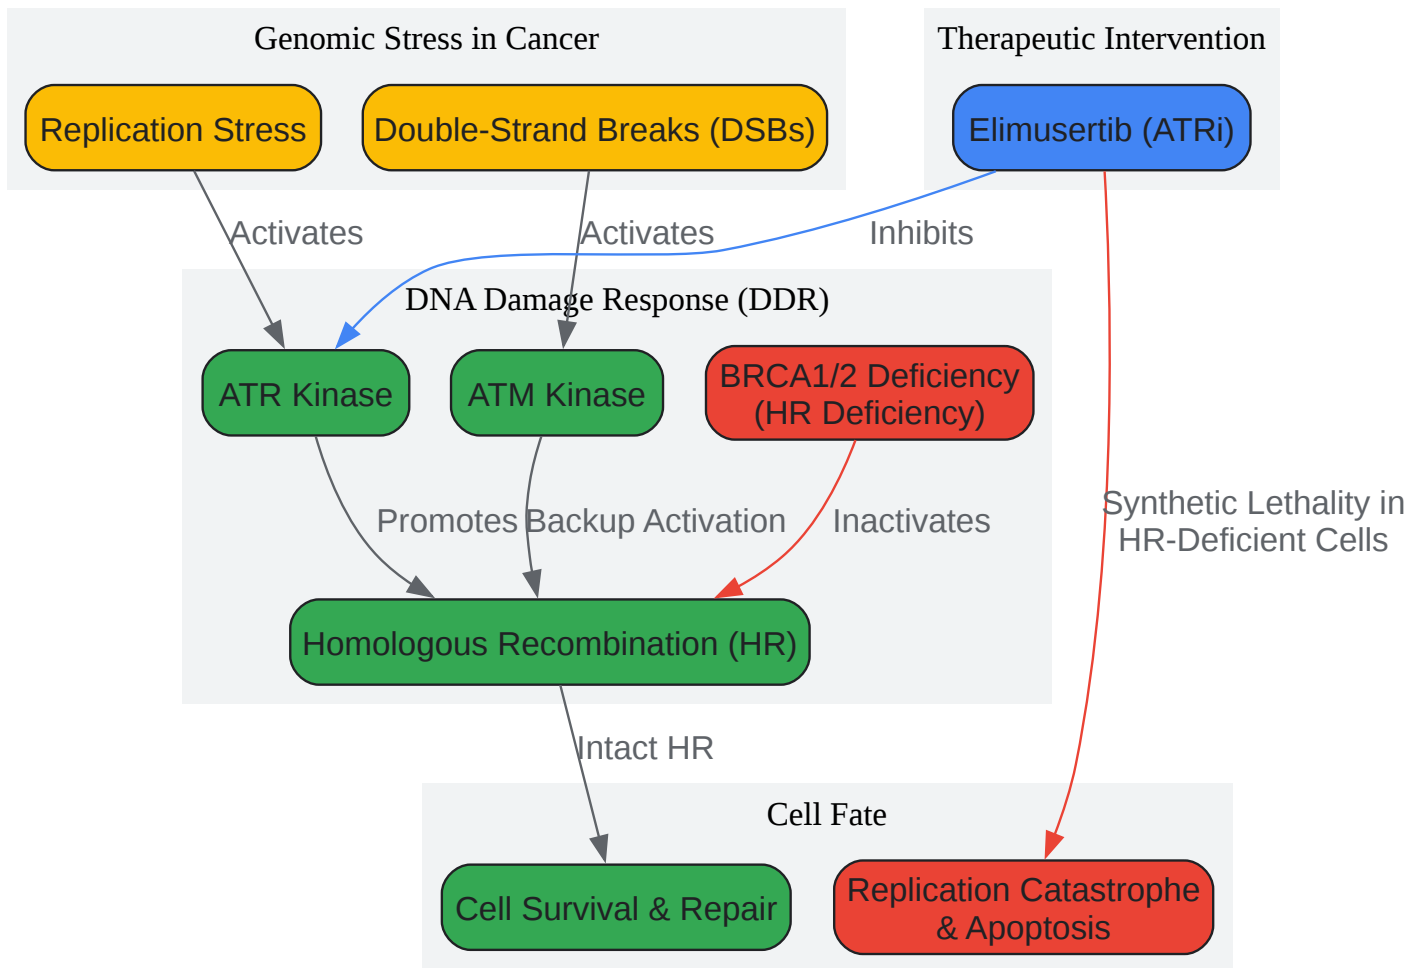 Genomic Stress in Cancer
Therapeutic Intervention
Replication Stress
Double-Strand Breaks (DSBs)
Elimusertib (ATRi)
Activates
Activates
Inhibits
DNA Damage Response (DDR)
ATR Kinase
ATM Kinase
BRCA1/2 Deficiency
(HR Deficiency)
Promotes
Backup Activation
Inactivates
Synthetic Lethality in
HR-Deficient Cells
Homologous Recombination (HR)
Intact HR
Cell Fate
Cell Survival & Repair
Replication Catastrophe
& Apoptosis